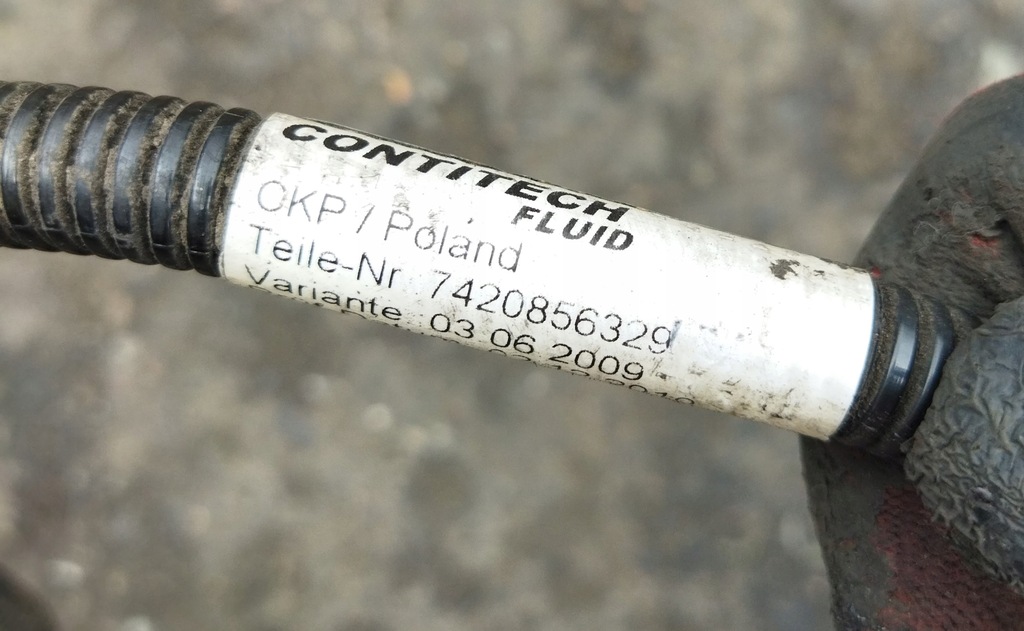 CONTITECH
FLUID
CKP / Poland
Teile-Nr 7420856329
Variante 03.06.2009